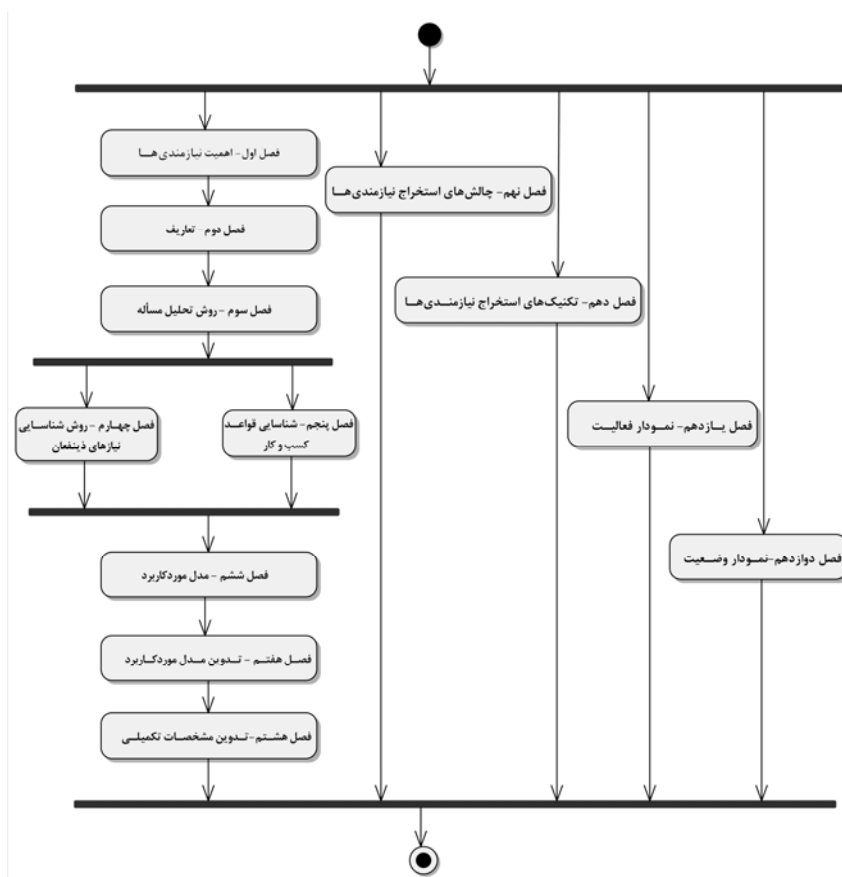 فصل اول- اهمیت نیازمندی‌ها
فصل نهم- چالش‌های استخراج نیازمندی‌ها
فصل دوم- تعاریف
فصل دهم- تکنیک‌های استخراج نیازمندی‌ها
فصل سوم -روش تحلیل مسأله
فصل پنجم- شناسایی قواعد
کسب و کار
فصل چهارم -روش شناسایی
نیازهای ذینفعان
فصل یازدهم- نمودار فعالیت
فصل دوازدهم-نمودار وضعیت
فصل ششم - مدل موردکاربرد
فصل هفتم - تدوین مدل موردکاربرد
فصل هشتم-تدوین مشخصات تکمیلی